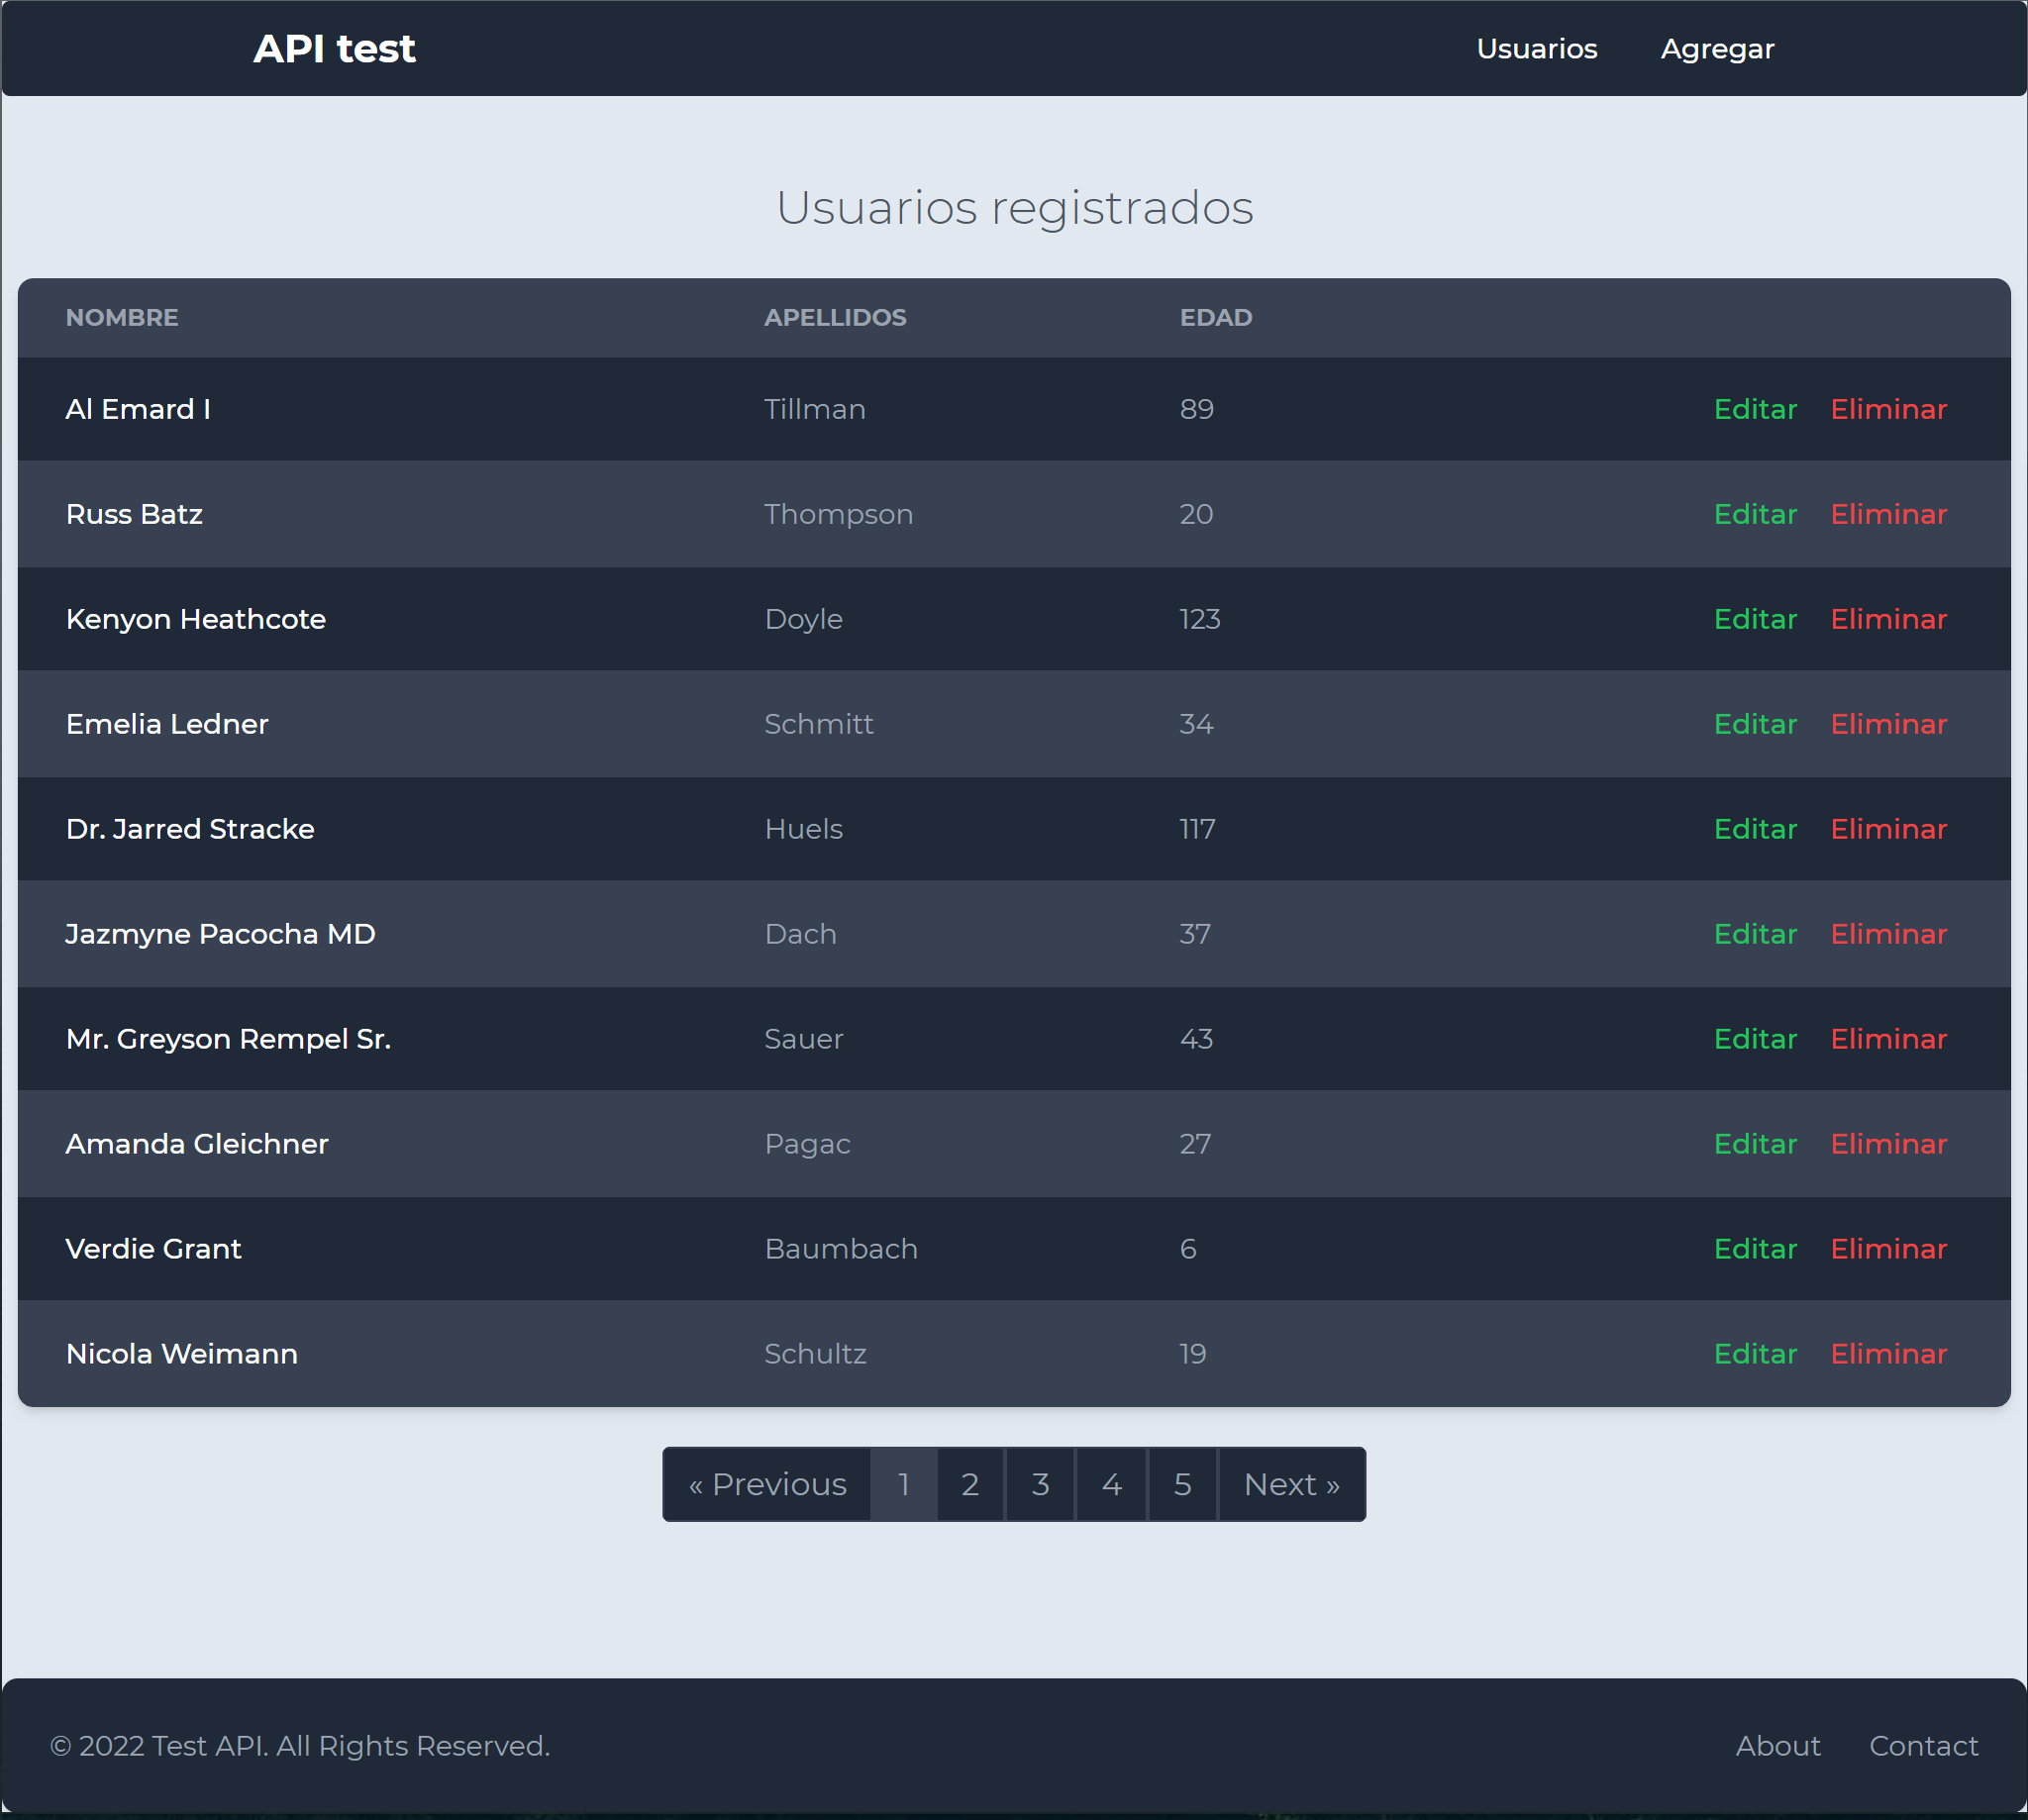 API test Usuarios Agregar
Usuarios registrados
NOMBRE APELLIDOS EDAD
Al Emard I Tillman 89 Editar Eliminar
Russ Batz Thompson 20 Editar Eliminar
Kenyon Heathcote Doyle 123 Editar Eliminar
Emelia Ledner Schmitt 34 Editar Eliminar
Dr. Jarred Stracke Huels 117 Editar Eliminar
Jazmyne Pacocha MD Dach 37 Editar Eliminar
Mr. Greyson Rempel Sr. Sauer 43 Editar Eliminar
Amanda Gleichner Pagac 27 Editar Eliminar
Verdie Grant Baumbach 6 Editar Eliminar
Nicola Weimann Schultz 19 Editar Eliminar
« Previous 1 2 3 4 5 Next »
© 2022 Test API. All Rights Reserved. About Contact